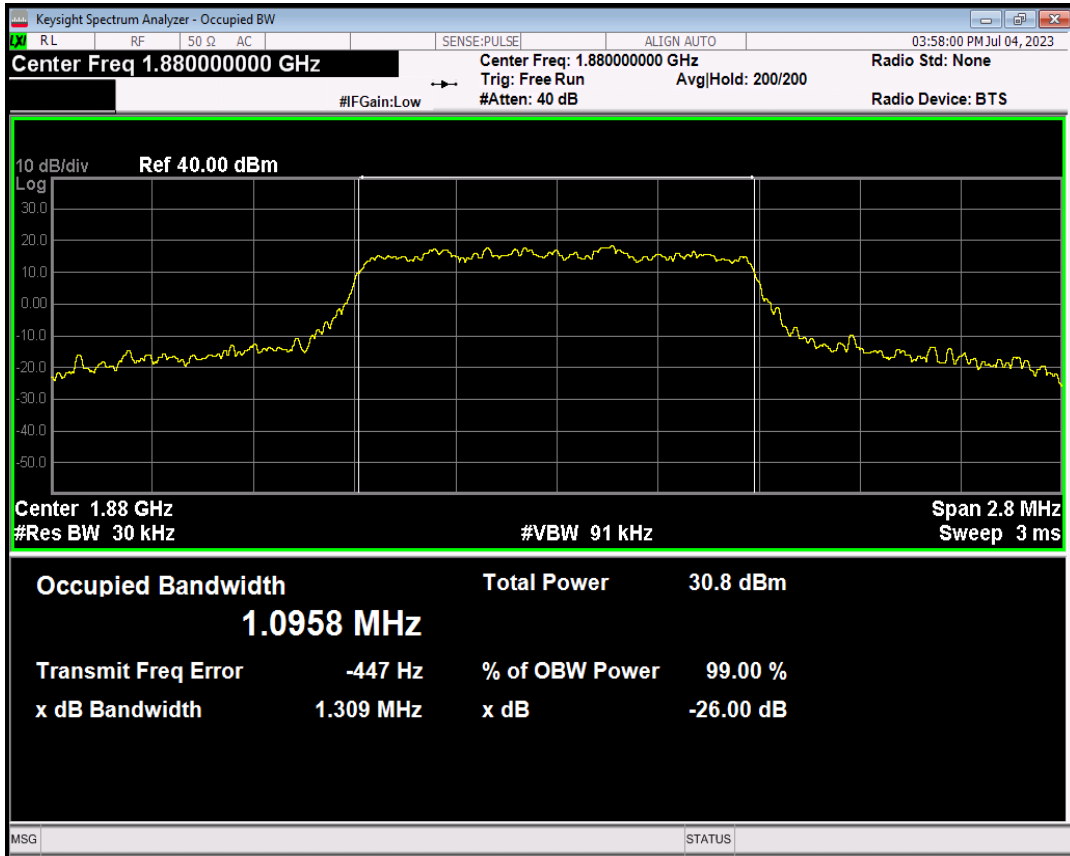 Keysight Spectrum Analyzer - Occupied BW
LXI RL RF 50 Ω AC SENSE:PULSE ALIGN AUTO 03:58:00 PM Jul 04, 2023
Center Freq 1.880000000 GHz Center Freq: 1.880000000 GHz Radio Std: None
Trig: Free Run Avg|Hold: 200/200
#IFGain:Low #Atten: 40 dB Radio Device: BTS
10 dB/div Ref 40.00 dBm
Log
30.0
20.0
10.0
0.00
-10.0
-20.0
-30.0
-40.0
-50.0
Center 1.88 GHz Span 2.8 MHz
#Res BW 30 kHz #VBW 91 kHz Sweep 3 ms
Occupied Bandwidth Total Power 30.8 dBm
1.0958 MHz
Transmit Freq Error -447 Hz % of OBW Power 99.00 %
x dB Bandwidth 1.309 MHz x dB -26.00 dB
MSG STATUS